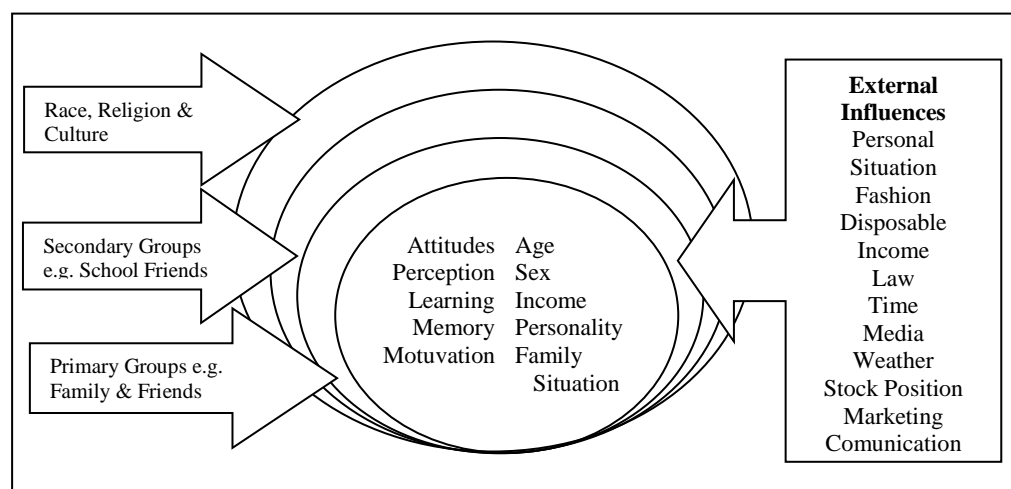 Race, Religion &
Culture
Secondary Groups
e.g. School Friends
Primary Groups e.g.
Family & Friends
Attitudes Age
Perception Sex
Learning Income
Memory Personality
Motuvation Family
Situation
External
Influences
Personal
Situation
Fashion
Disposable
Income
Law
Time
Media
Weather
Stock Position
Marketing
Comunication